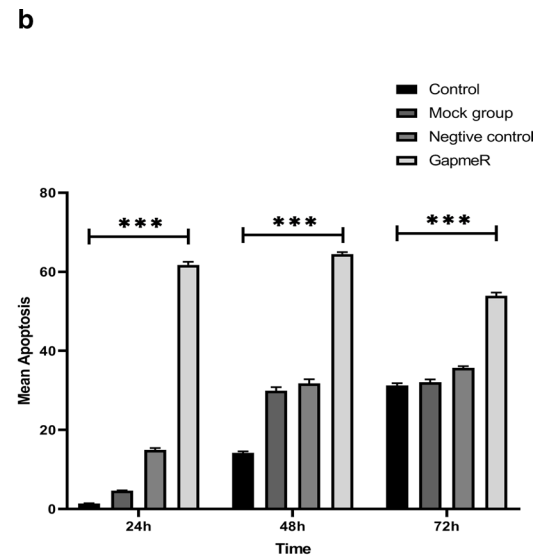 b
Control
Mock group
Negtive control
GapmeR
80
60
40
20
0
***
***
***
Mean Apoptosis
24h
48h
72h
Time